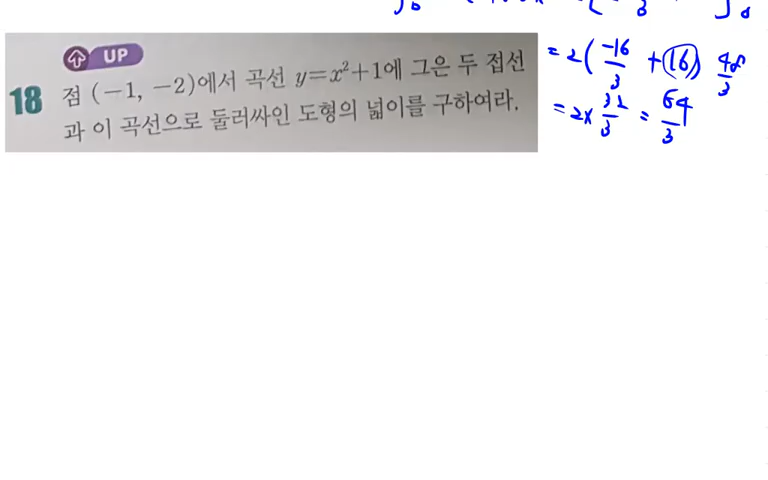 UP
18 점 (-1, -2)에서 곡선 y=x²+1에 그은 두 접선
과 이 곡선으로 둘러싸인 도형의 넓이를 구하여라.
= 2(-16/3 + 16) 48/3
= 2× 32/3 = 64/3